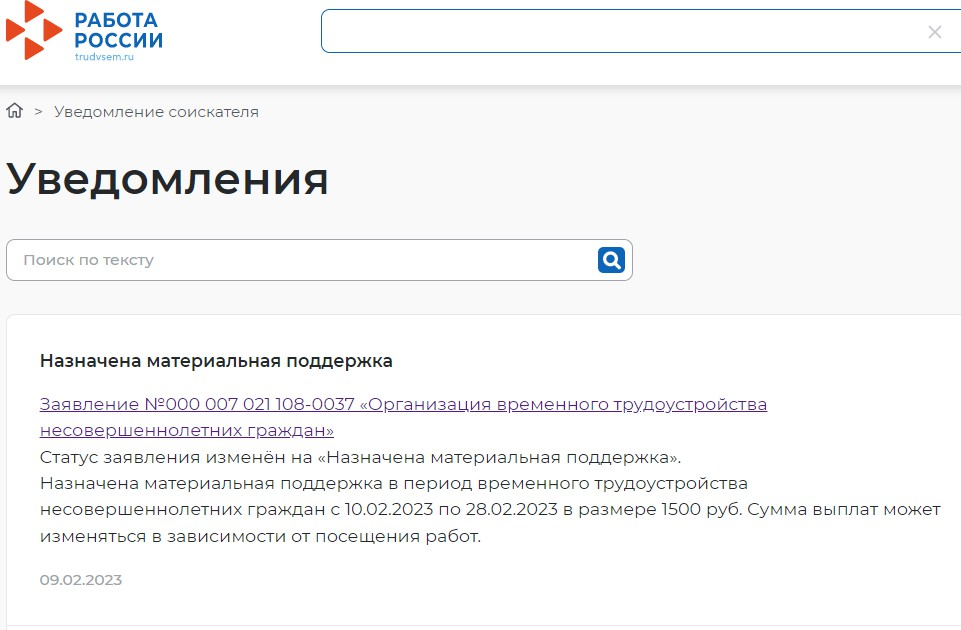 РАБОТА
РОССИИ
trudvsem.ru
> Уведомление соискателя
Уведомления
Поиск по тексту
Назначена материальная поддержка
Заявление №000 007 021 108-0037 «Организация временного трудоустройства
несовершеннолетних граждан»
Статус заявления изменён на «Назначена материальная поддержка».
Назначена материальная поддержка в период временного трудоустройства
несовершеннолетних граждан с 10.02.2023 по 28.02.2023 в размере 1500 руб. Сумма выплат может
изменяться в зависимости от посещения работ.
09.02.2023